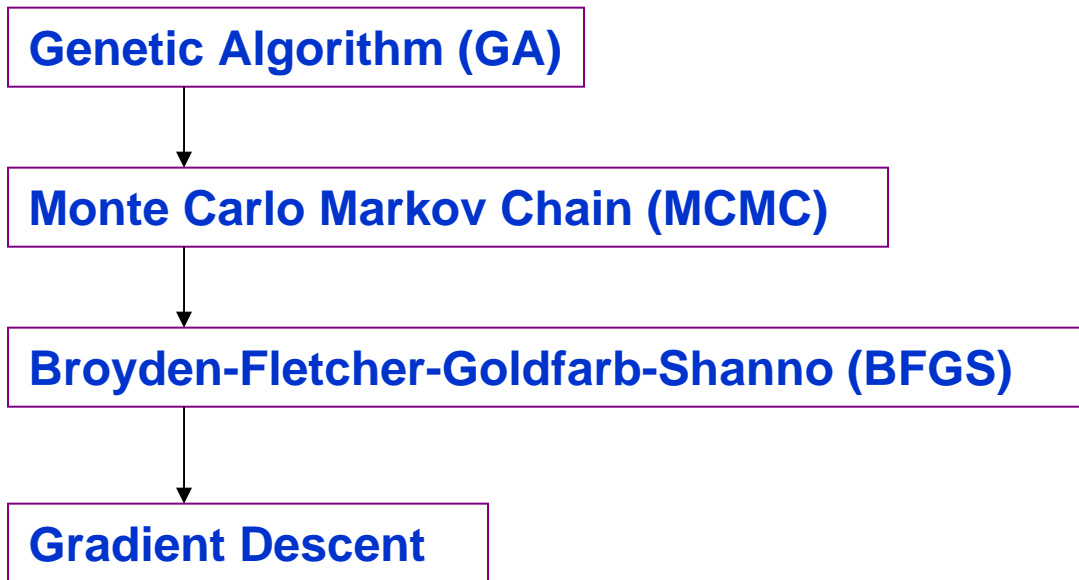 Genetic Algorithm (GA)
Monte Carlo Markov Chain (MCMC)
Broyden-Fletcher-Goldfarb-Shanno (BFGS)
Gradient Descent